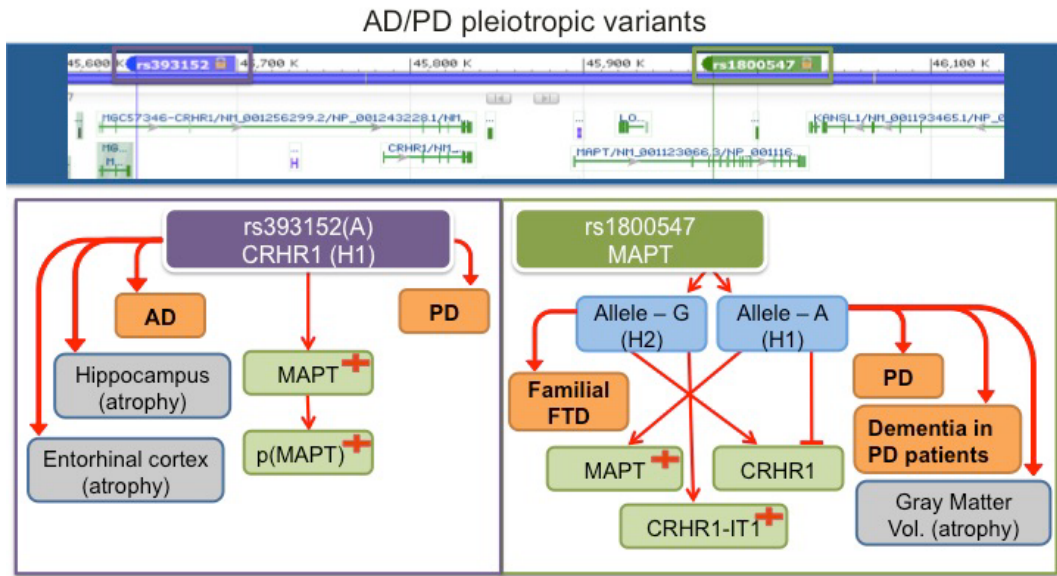 AD/PD pleiotropic variants
45,600 K rs393152 45,700 K 45,800 K 45,900 K rs1800547 46,100 K
MGC57346-CRHR1/NM_001256299.2/NP_001243228.1/NM... LO... KANSL1/NM_001193465.1/NP_0
MG...
M... H CRHR1/NM_... MAPT/NM_001123066.3/NP_001116...
rs393152(A)
CRHR1 (H1)
AD
PD
Hippocampus
(atrophy)
MAPT
Entorhinal cortex
(atrophy)
p(MAPT)
rs1800547
MAPT
Allele – G
(H2)
Allele – A
(H1)
Familial
FTD
PD
MAPT
CRHR1
Dementia in
PD patients
CRHR1-IT1
Gray Matter
Vol. (atrophy)